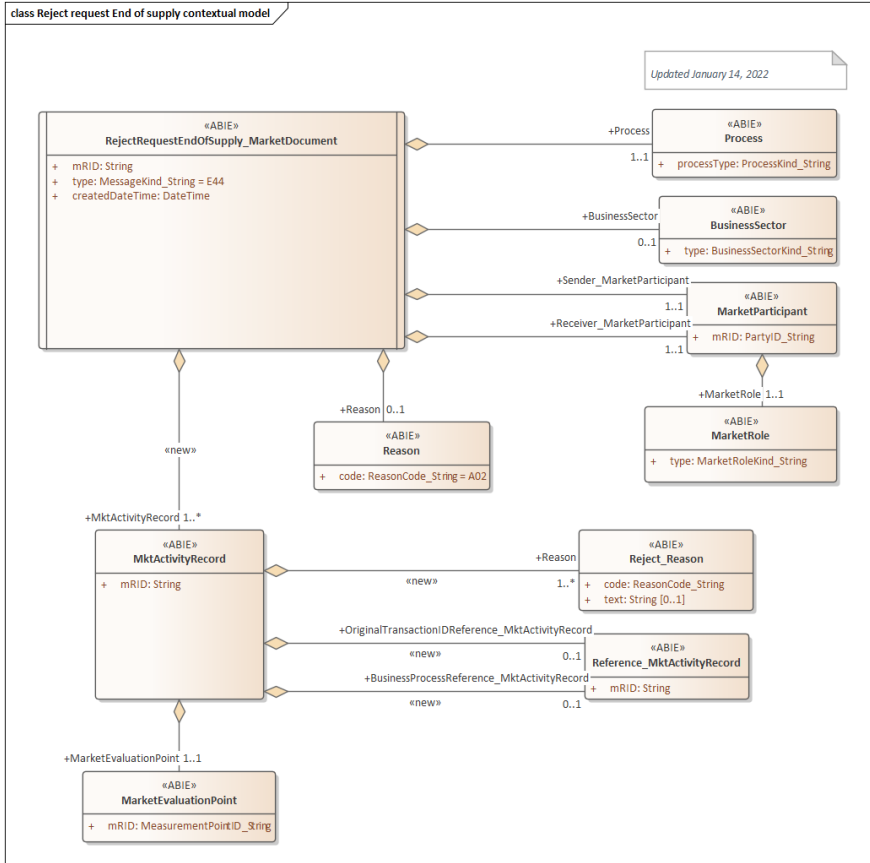 class Reject request End of supply contextual model
Updated January 14, 2022
«ABIE»
RejectRequestEndOfSupply_MarketDocument
+ mRID: String
+ type: MessageKind_String = E44
+ createdDateTime: DateTime
+Process
1..1
«ABIE»
Process
+ processType: ProcessKind_String
+BusinessSector
0..1
«ABIE»
BusinessSector
+ type: BusinessSectorKind_String
+Sender_MarketParticipant
1..1
+Receiver_MarketParticipant
1..1
«ABIE»
MarketParticipant
+ mRID: PartyID_String
+MarketRole 1..1
«ABIE»
MarketRole
+ type: MarketRoleKind_String
+Reason 0..1
«ABIE»
Reason
+ code: ReasonCode_String = A02
«new»
+MktActivityRecord 1..*
«ABIE»
MktActivityRecord
+ mRID: String
+Reason
«new»
1..*
«ABIE»
Reject_Reason
+ code: ReasonCode_String
+ text: String [0..1]
+OriginalTransactionIDReference_MktActivityRecord
«new»
0..1
+BusinessProcessReference_MktActivityRecord
«new»
0..1
«ABIE»
Reference_MktActivityRecord
+ mRID: String
+MarketEvaluationPoint 1..1
«ABIE»
MarketEvaluationPoint
+ mRID: MeasurementPointID_String